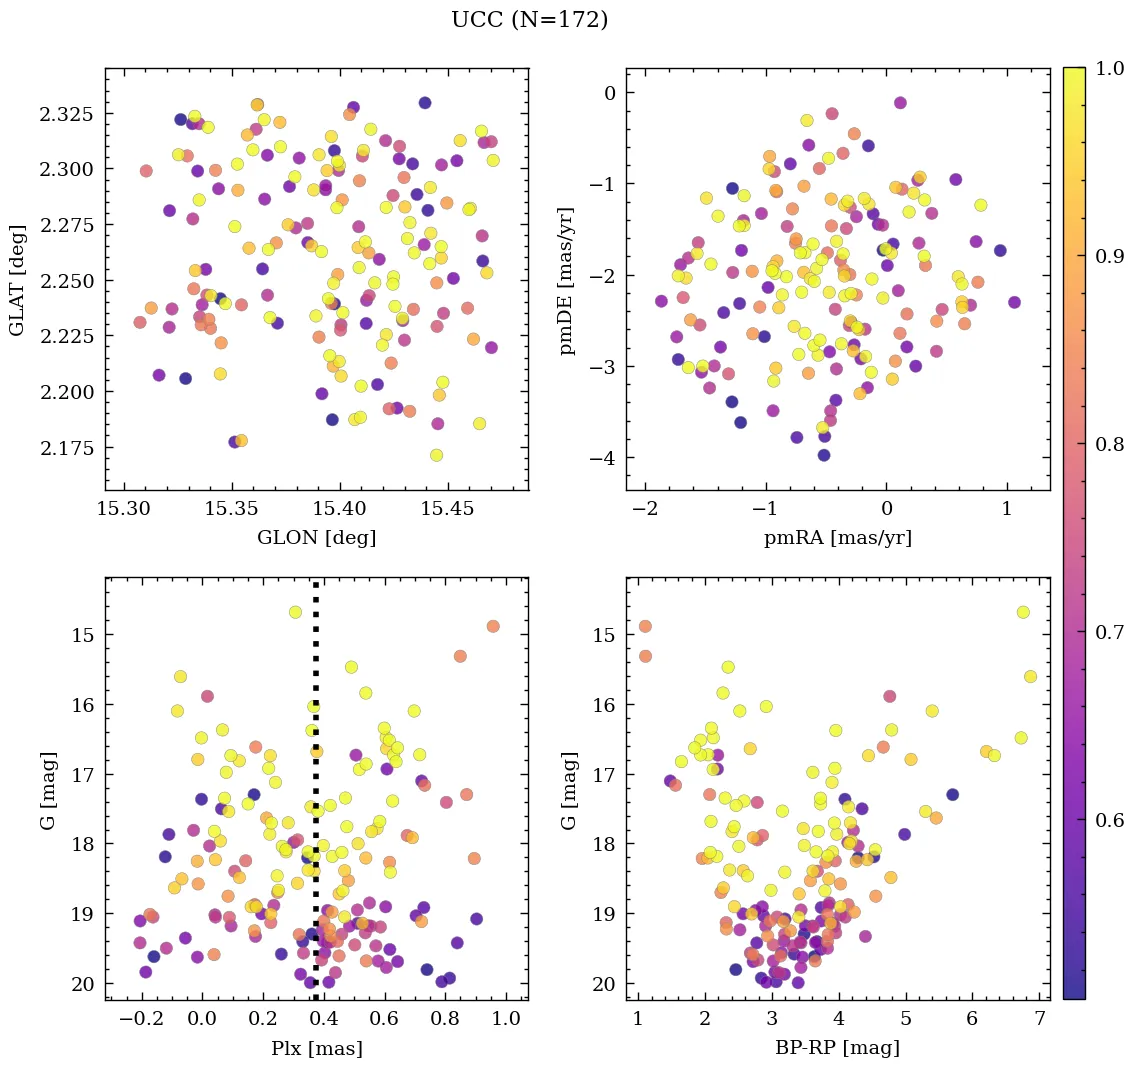 UCC (N=172)
2.325
2.300
2.275
2.250
2.225
2.200
2.175
GLAT [deg]
15.30 15.35 15.40 15.45
GLON [deg]
0
−1
−2
−3
−4
pmDE [mas/yr]
−2 −1 0 1
pmRA [mas/yr]
1.0
0.9
0.8
0.7
0.6
15
16
17
18
19
20
G [mag]
−0.2 0.0 0.2 0.4 0.6 0.8 1.0
Plx [mas]
15
16
17
18
19
20
G [mag]
1 2 3 4 5 6 7
BP-RP [mag]